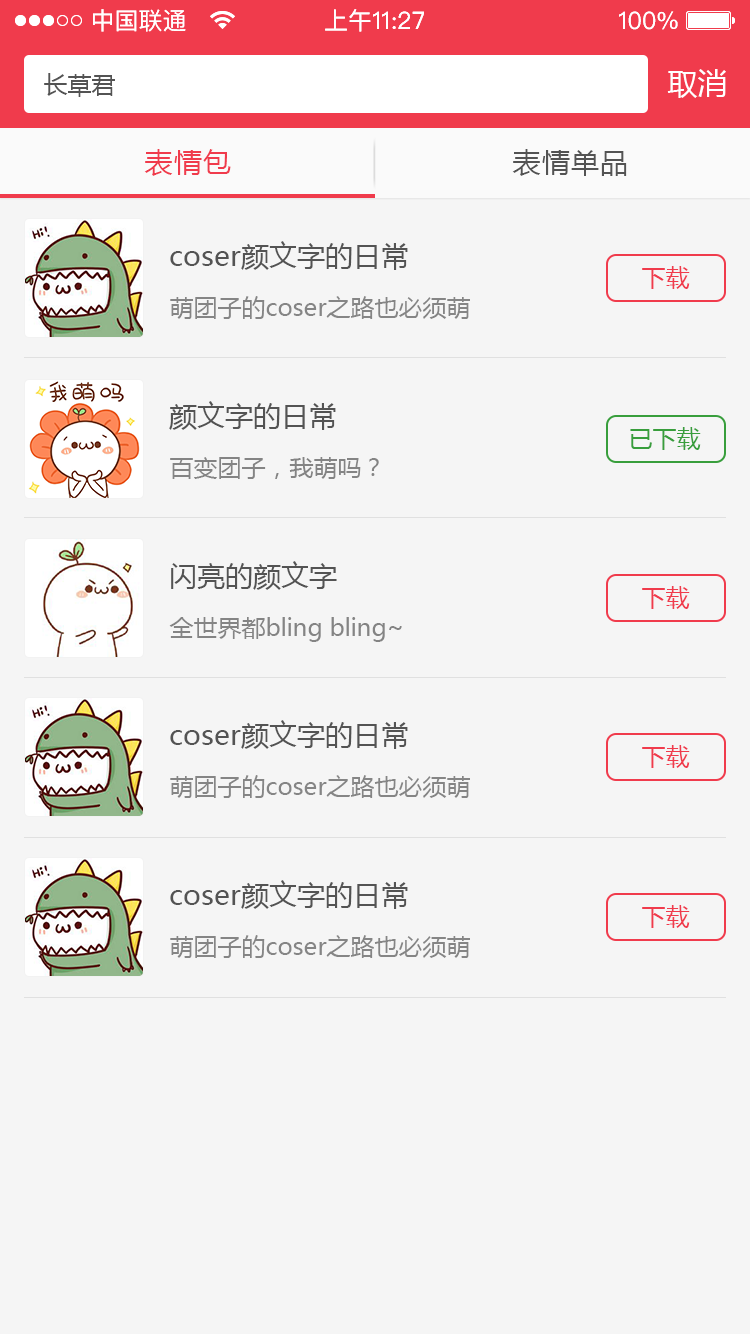 中国联通 上午11:27 100%
长草君 取消
表情包 表情单品
Hi!
coser颜文字的日常
萌团子的coser之路也必须萌
下载
我萌吗
颜文字的日常
百变团子，我萌吗？
已下载
闪亮的颜文字
全世界都bling bling~
下载
Hi!
coser颜文字的日常
萌团子的coser之路也必须萌
下载
Hi!
coser颜文字的日常
萌团子的coser之路也必须萌
下载